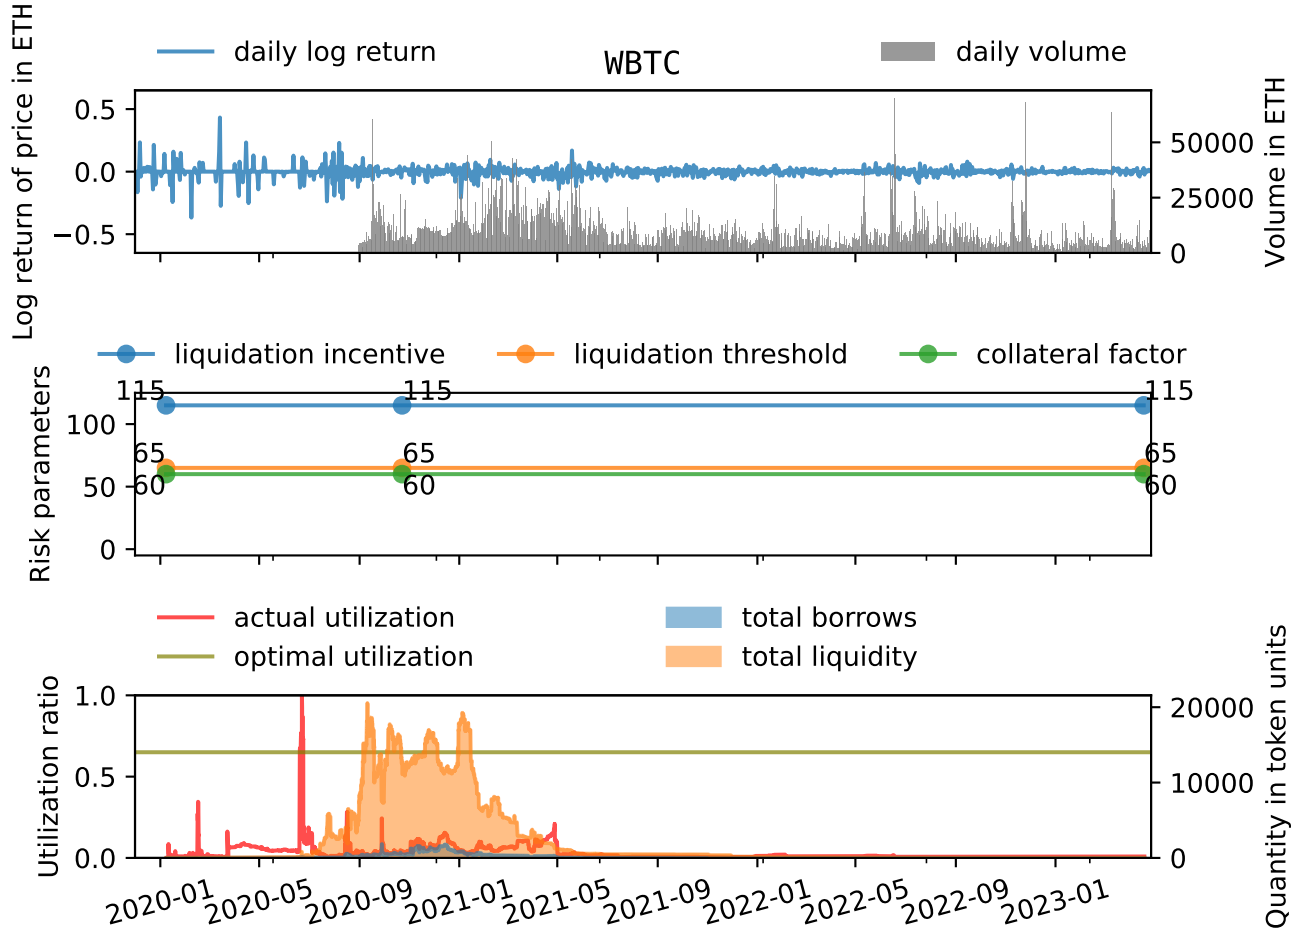 daily log return
WBTC
daily volume
Log return of price in ETH
0.5
0.0
−0.5
50000
25000
0
Volume in ETH
liquidation incentive
liquidation threshold
collateral factor
Risk parameters
100
50
0
115
115
115
65
65
65
60
60
60
actual utilization
total borrows
optimal utilization
total liquidity
Utilization ratio
1.0
0.5
0.0
20000
10000
0
Quantity in token units
2020-01
2020-05
2020-09
2021-01
2021-05
2021-09
2022-01
2022-05
2022-09
2023-01